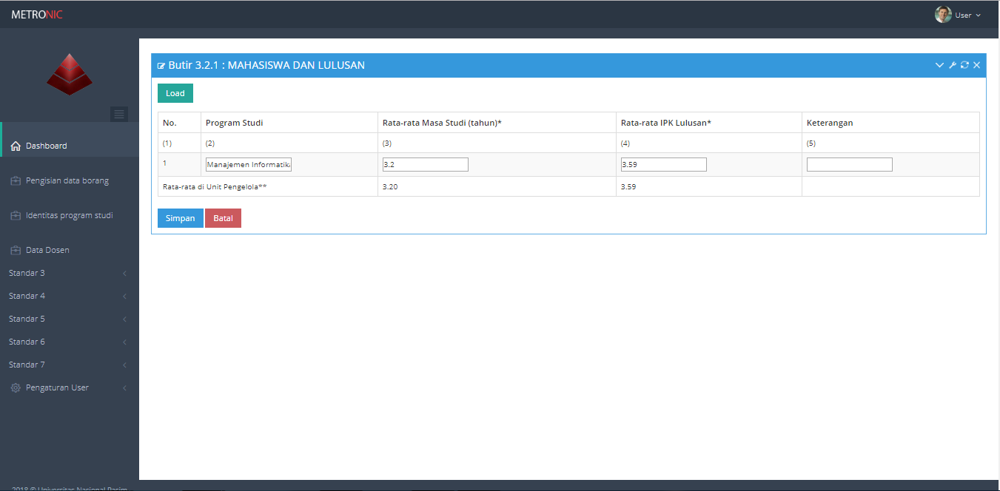 METRONIC
User
Butir 3.2.1 : MAHASISWA DAN LULUSAN
Load
No. Program Studi Rata-rata Masa Studi (tahun)* Rata-rata IPK Lulusan* Keterangan
(1) (2) (3) (4) (5)
1 Manajemen Informatika 3.2 3.59
Rata-rata di Unit Pengelola** 3.20 3.59
Simpan Batal
Dashboard
Pengisian data borang
Identitas program studi
Data Dosen
Standar 3
Standar 4
Standar 5
Standar 6
Standar 7
Pengaturan User
2018 © Universitas Nasional Pasim